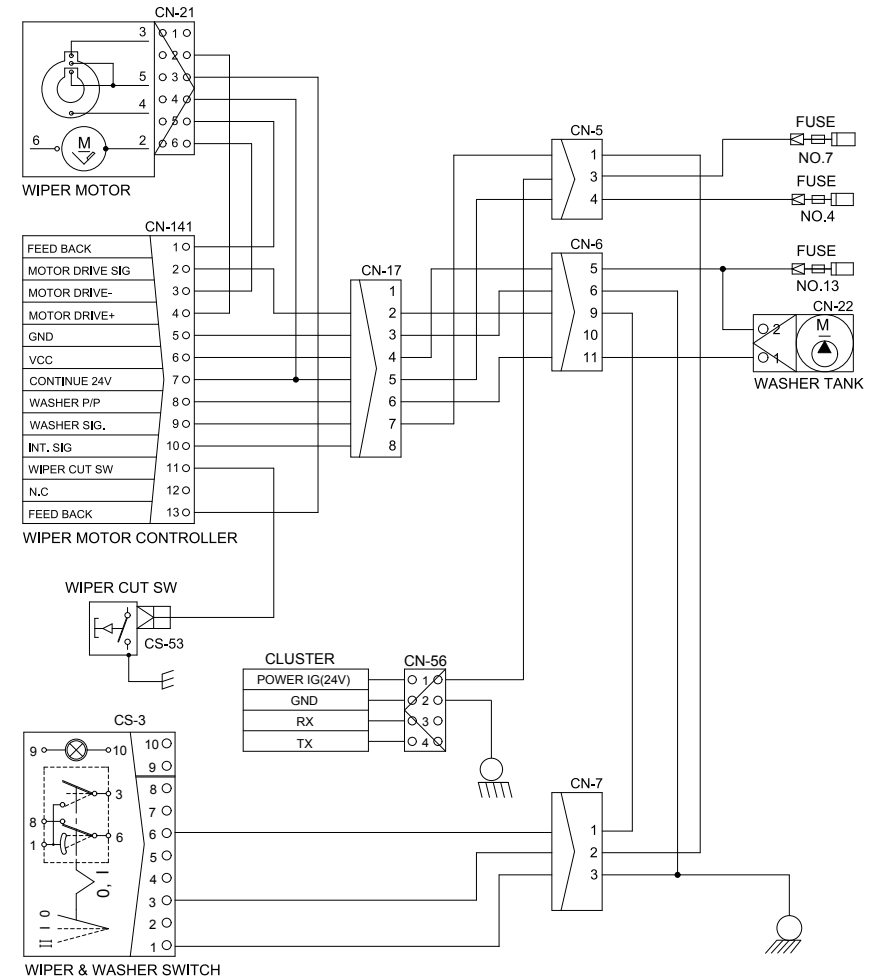 CN-21
3
5
4
6
M
2
1
2
3
4
5
6
WIPER MOTOR
CN-141
FEED BACK 1
MOTOR DRIVE SIG 2
MOTOR DRIVE- 3
MOTOR DRIVE+ 4
GND 5
VCC 6
CONTINUE 24V 7
WASHER P/P 8
WASHER SIG. 9
INT. SIG 10
WIPER CUT SW 11
N.C 12
FEED BACK 13
WIPER MOTOR CONTROLLER
CN-17
1
2
3
4
5
6
7
8
CN-5
1
3
4
CN-6
5
6
9
10
11
FUSE
NO.7
FUSE
NO.4
FUSE
NO.13
CN-22
2
M
1
WASHER TANK
WIPER CUT SW
CS-53
CLUSTER CN-56
POWER IG(24V) 1
GND 2
RX 3
TX 4
CS-3
9 10
3
8
6
1
0, I
II I 0
10
9
8
7
6
5
4
3
2
1
WIPER & WASHER SWITCH
CN-7
1
2
3